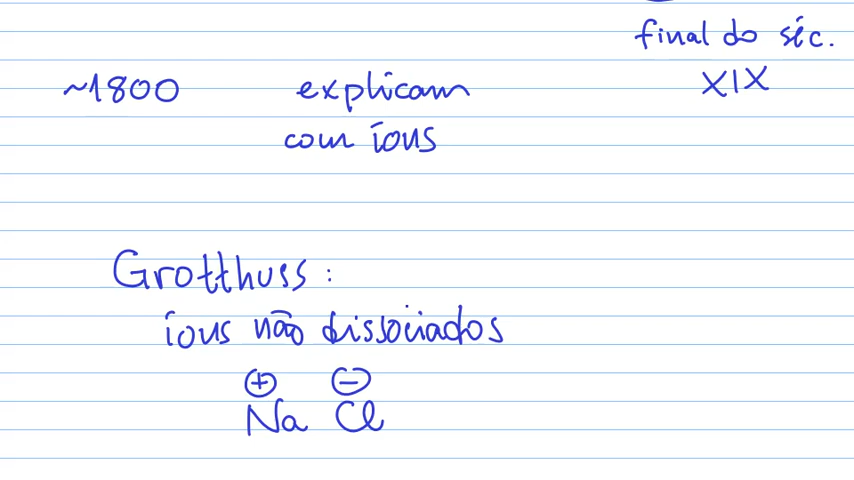 final do séc.
XIX
~1800 explicam
com íons
Grotthuss:
íons não dissociados
+ −
Na Cl